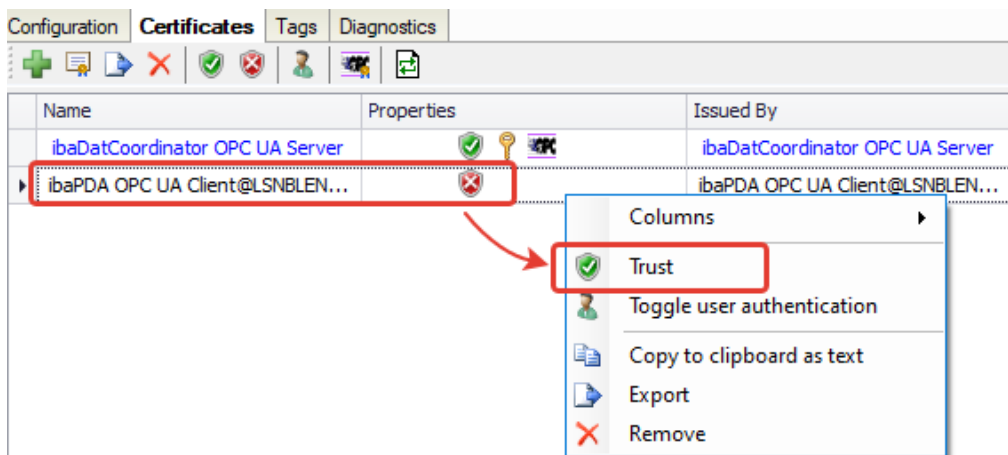 Configuration Certificates Tags Diagnostics
Name Properties Issued By
ibaDatCoordinator OPC UA Server ibaDatCoordinator OPC UA Server
ibaPDA OPC UA Client@LSNBLEN... ibaPDA OPC UA Client@LSNBLEN...
Columns
Trust
Toggle user authentication
Copy to clipboard as text
Export
Remove